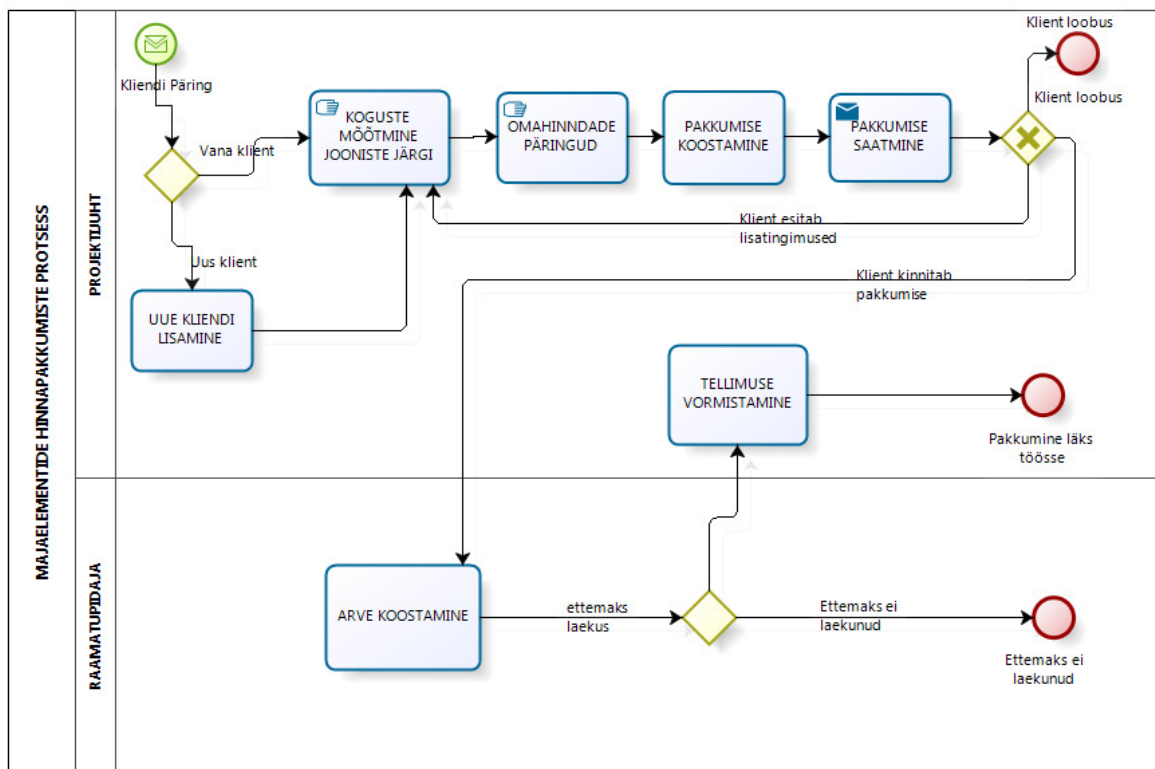 MAJAELEMENTIDE HINNAPAKKUMISTE PROTSESS
PROJEKTIJUHT
Kliendi Päring
Vana klient
Uus klient
UUE KLIENDI
LISAMINE
KOGUSTE
MÕÕTMINE
JOONISTE JÄRGI
OMAHINNDADE
PÄRINGUD
PAKKUMISE
KOOSTAMINE
PAKKUMISE
SAATMINE
Klient loobus
Klient loobus
Klient esitab
lisatingimused
Klient kinnitab
pakkumise
TELLIMUSE
VORMISTAMINE
Pakkumine läks
töösse
RAAMATUPIDAJA
ARVE KOOSTAMINE
ettemaks
laekus
Ettemaks ei
laekunud
Ettemaks ei
laekunud